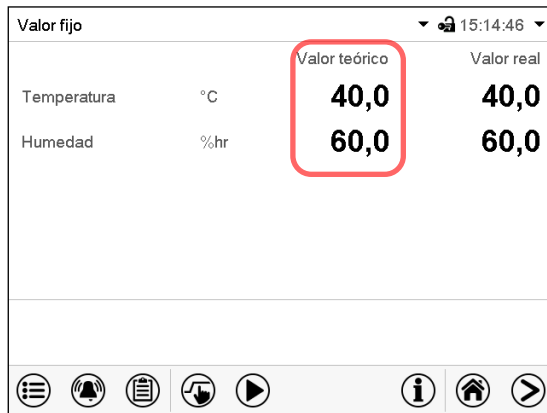 Valor fijo 15:14:46
Valor teórico Valor real
Temperatura °C 40,0 40,0
Humedad %hr 60,0 60,0